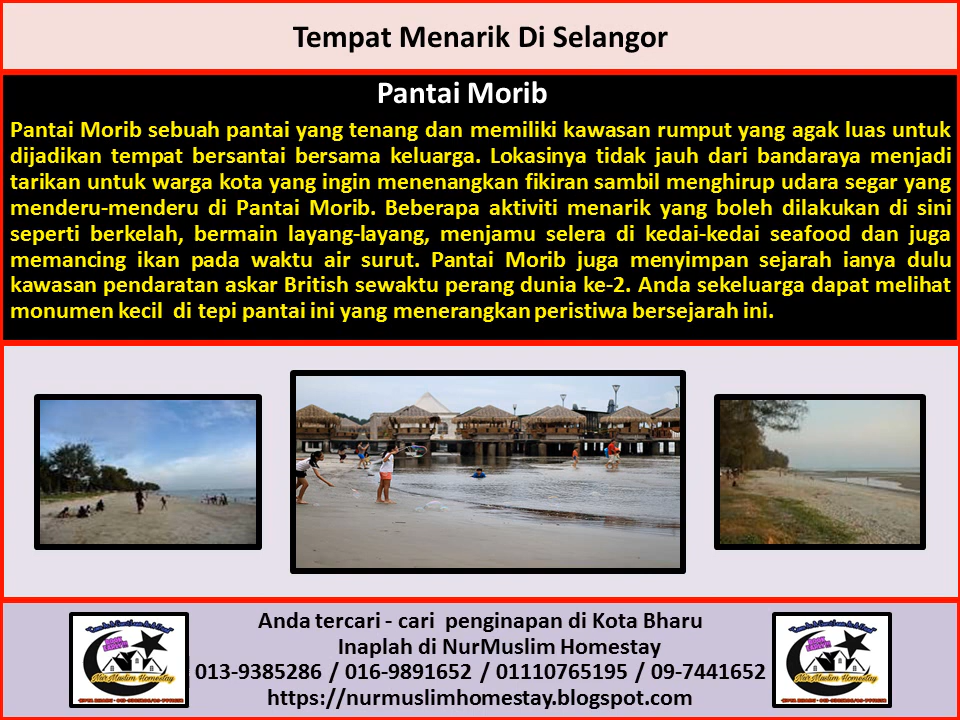 Tempat Menarik Di Selangor
Pantai Morib
Pantai Morib sebuah pantai yang tenang dan memiliki kawasan rumput yang agak luas untuk
dijadikan tempat bersantai bersama keluarga. Lokasinya tidak jauh dari bandaraya menjadi
tarikan untuk warga kota yang ingin menenangkan fikiran sambil menghirup udara segar yang
menderu-menderu di Pantai Morib. Beberapa aktiviti menarik yang boleh dilakukan di sini
seperti berkelah, bermain layang-layang, menjamu selera di kedai-kedai seafood dan juga
memancing ikan pada waktu air surut. Pantai Morib juga menyimpan sejarah ianya dulu
kawasan pendaratan askar British sewaktu perang dunia ke-2. Anda sekeluarga dapat melihat
monumen kecil  di tepi pantai ini yang menerangkan peristiwa bersejarah ini.
Anda tercari - cari  penginapan di Kota Bharu
Inaplah di NurMuslim Homestay
013-9385286 / 016-9891652 / 01110765195 / 09-7441652
https://nurmuslimhomestay.blogspot.com
Nur Muslim Homestay
Nur Muslim Homestay